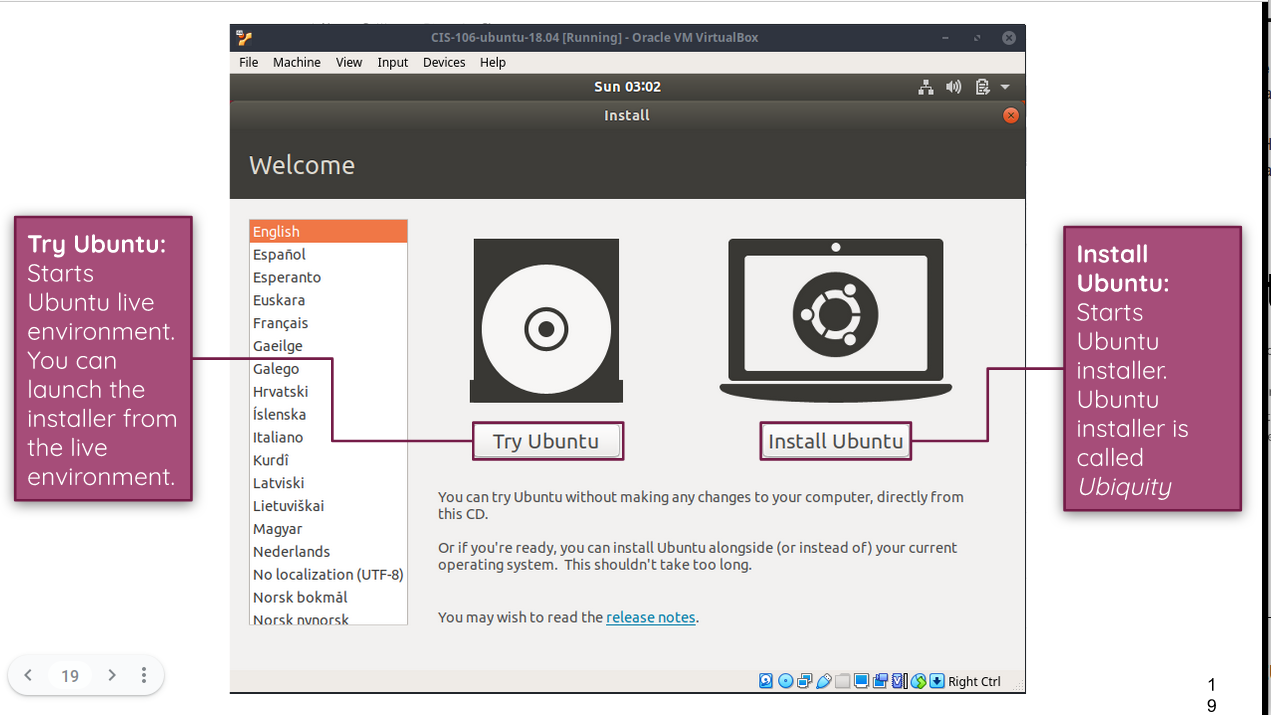 CIS-106-ubuntu-18.04 [Running] - Oracle VM VirtualBox
File Machine View Input Devices Help
Sun 03:02
Install
Welcome
Try Ubuntu:
Starts
Ubuntu live
environment.
You can
launch the
installer from
the live
environment.
English
Español
Esperanto
Euskara
Français
Gaeilge
Galego
Hrvatski
Íslenska
Italiano
Kurdî
Latviski
Lietuviškai
Magyar
Nederlands
No localization (UTF-8)
Norsk bokmål
Norsk nynorsk
Try Ubuntu
Install Ubuntu
You can try Ubuntu without making any changes to your computer, directly from
this CD.
Or if you're ready, you can install Ubuntu alongside (or instead of) your current
operating system. This shouldn't take too long.
You may wish to read the release notes.
Install
Ubuntu:
Starts
Ubuntu
installer.
Ubuntu
installer is
called
Ubiquity
Right Ctrl
19
1
9